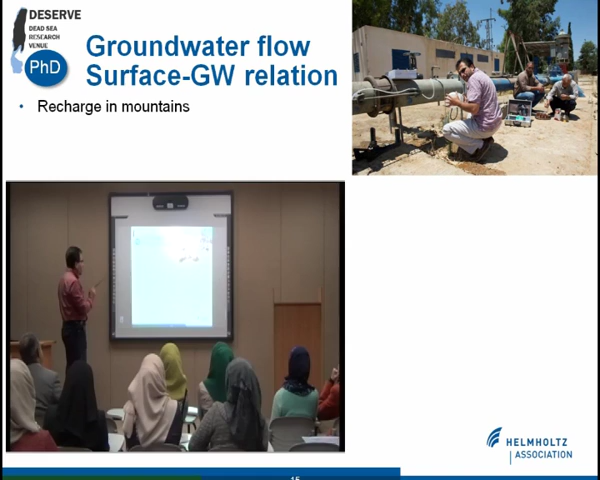 DESERVE
DEAD SEA
RESEARCH
VENUE
PhD
Groundwater flow
Surface-GW relation
• Recharge in mountains
HELMHOLTZ
ASSOCIATION
15